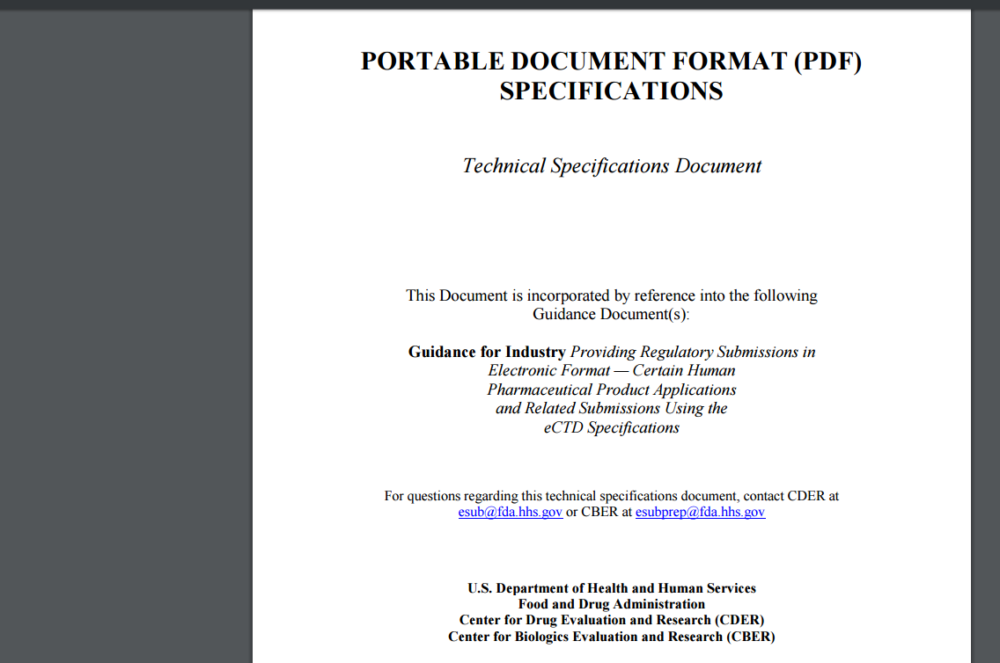 PORTABLE DOCUMENT FORMAT (PDF)
SPECIFICATIONS
Technical Specifications Document
This Document is incorporated by reference into the following
Guidance Document(s):
Guidance for Industry Providing Regulatory Submissions in
Electronic Format — Certain Human
Pharmaceutical Product Applications
and Related Submissions Using the
eCTD Specifications
For questions regarding this technical specifications document, contact CDER at
esub@fda.hhs.gov or CBER at esubprep@fda.hhs.gov
U.S. Department of Health and Human Services
Food and Drug Administration
Center for Drug Evaluation and Research (CDER)
Center for Biologics Evaluation and Research (CBER)